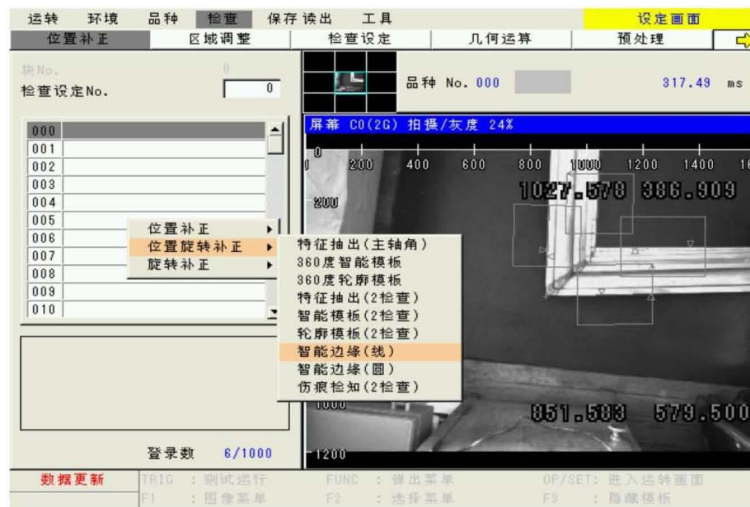 运转 环境 品种 检查 保存读出 工具 设定画面
位置补正 区域调整 检查设定 几何运算 预处理
No. 0
检查设定No. 0
品种 No. 000 317.49 ms
屏幕 C0(2G) 拍摄/灰度 24%
000
001
002
003
004
005
006
007
008
009
010
0 200 400 600 800 1000 1200 1400
200
1000
1200
1027.578 386.909
851.588 579.500
位置补正
位置旋转补正
旋转补正
特征抽出(主轴角)
360度智能模板
360度轮廓模板
特征抽出(2检查)
智能模板(2检查)
轮廓模板(2检查)
智能边缘(线)
智能边缘(圆)
伤痕检知(2检查)
登录数 6/1000
数据更新
TRIG : 测试运行 FUNC : 弹出菜单 OP/SET: 进入运转画面
F1 : 图像菜单 F2 : 选择菜单 F3 : 隐藏模板